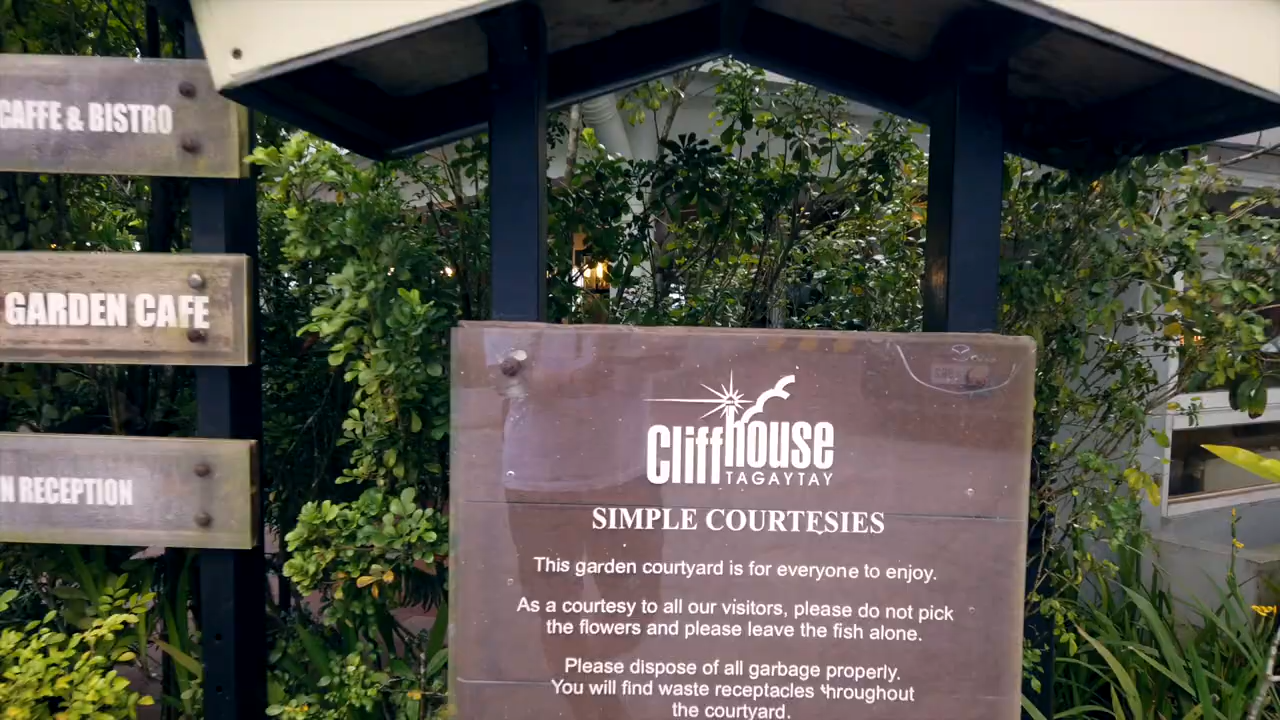 CAFFE & BISTRO
GARDEN CAFE
RECEPTION
Cliffhouse
TAGAYTAY
SIMPLE COURTESIES
This garden courtyard is for everyone to enjoy.
As a courtesy to all our visitors, please do not pick
the flowers and please leave the fish alone.
Please dispose of all garbage properly.
You will find waste receptacles throughout
the courtyard.